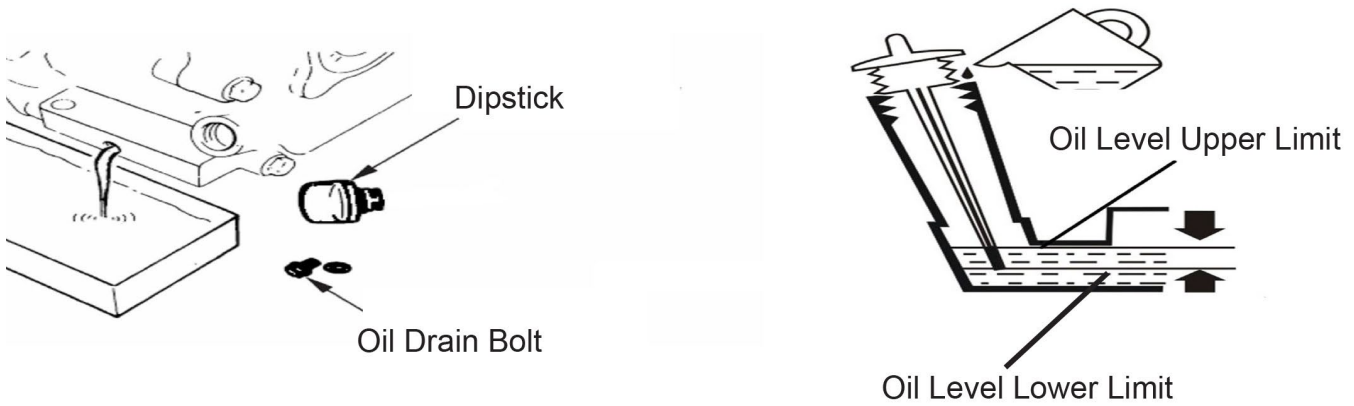 Dipstick
Oil Drain Bolt
Oil Level Upper Limit
Oil Level Lower Limit